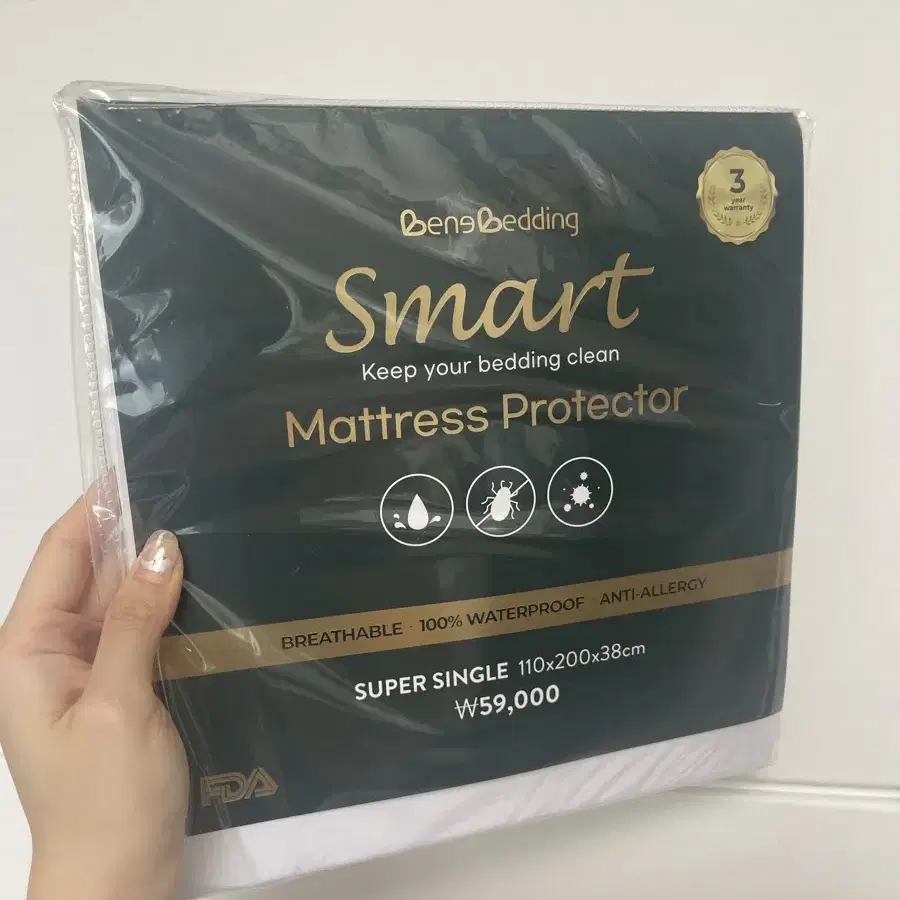 3
year
warranty
BeneBedding
Smart
Keep your bedding clean
Mattress Protector
BREATHABLE · 100% WATERPROOF · ANTI-ALLERGY
SUPER SINGLE 110x200x38cm
₩59,000
FDA